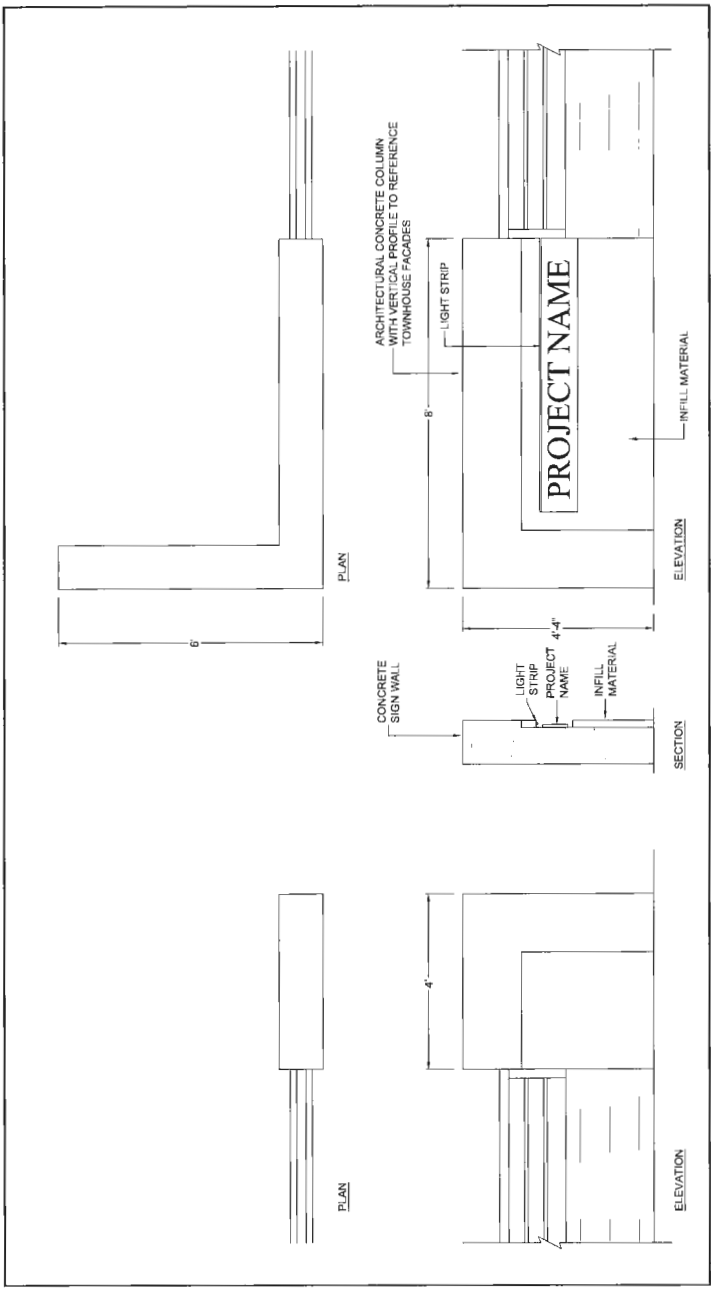 PLAN
6'
PLAN
ARCHITECTURAL CONCRETE COLUMN
WITH VERTICAL PROFILE TO REFERENCE
TOWNHOUSE FACADES
LIGHT STRIP
8'
PROJECT NAME
INFILL MATERIAL
ELEVATION
4'-4"
CONCRETE
SIGN WALL
LIGHT
STRIP
PROJECT
NAME
INFILL
MATERIAL
SECTION
4'
ELEVATION